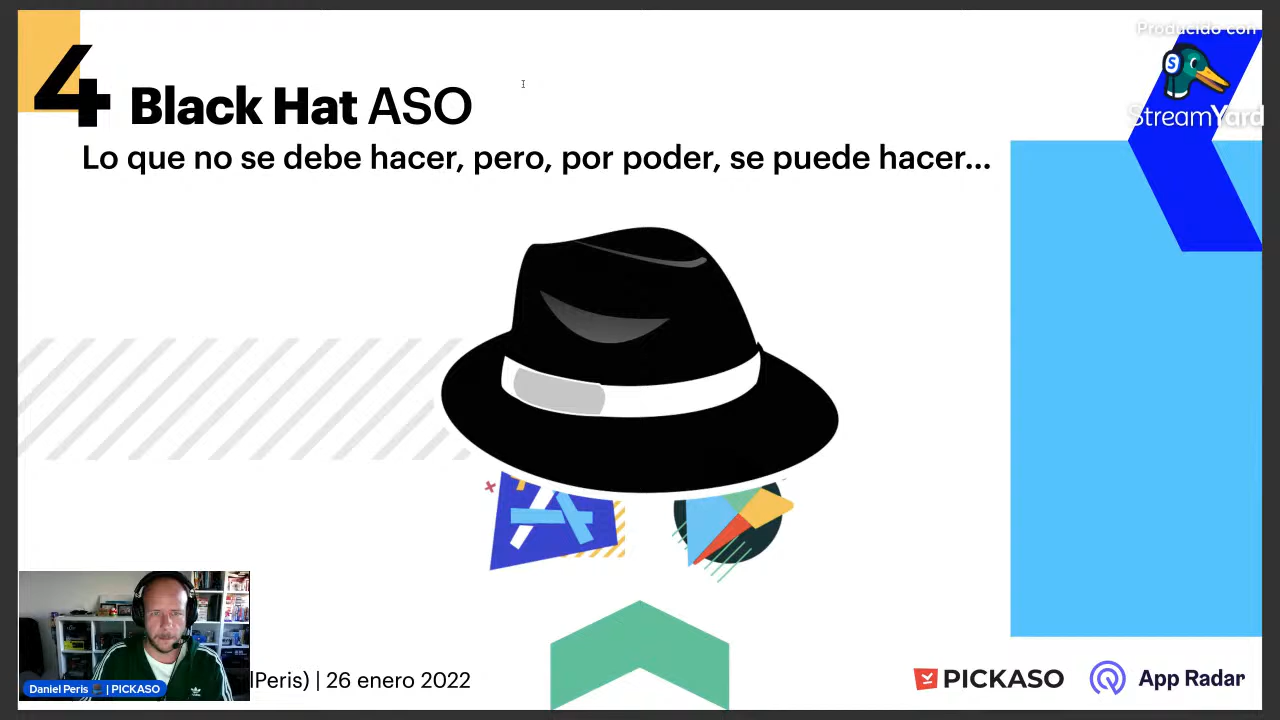 4 Black Hat ASO
Lo que no se debe hacer, pero, por poder, se puede hacer...
Producido con
StreamYard
Daniel Peris | PICKASO
lPeris) | 26 enero 2022
PICKASO
App Radar